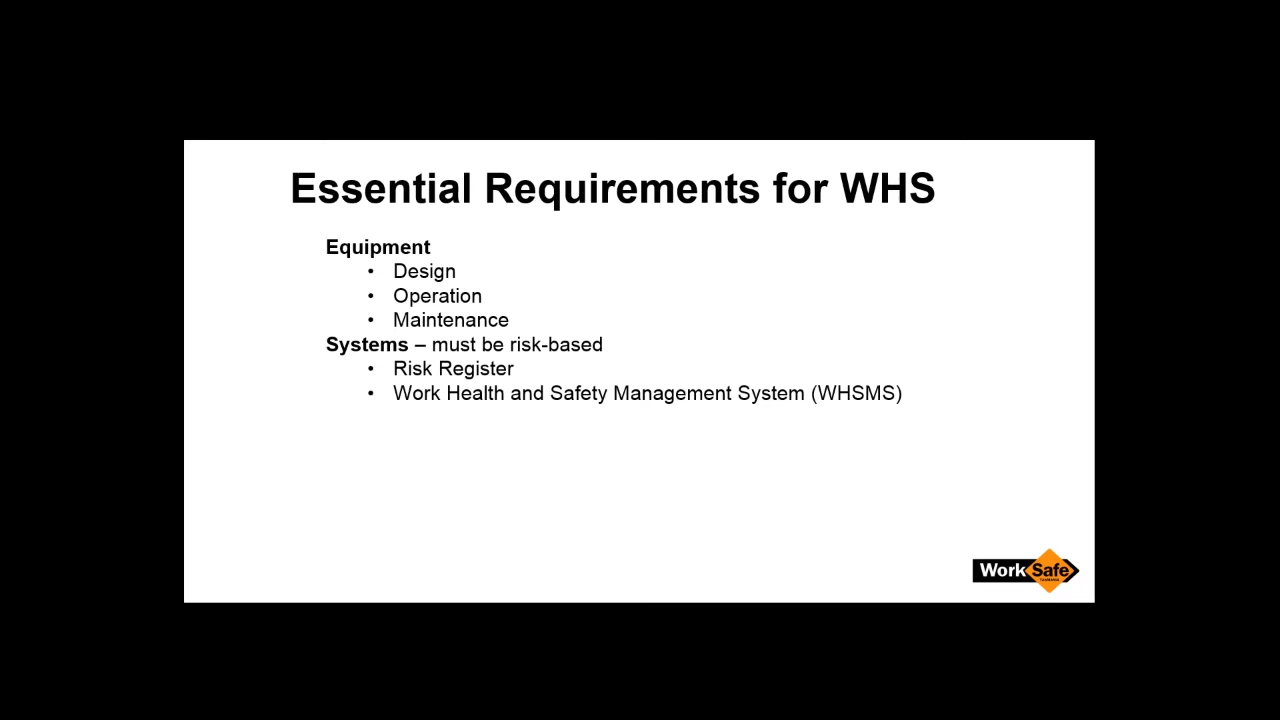 Essential Requirements for WHS
Equipment
• Design
• Operation
• Maintenance
Systems – must be risk-based
• Risk Register
• Work Health and Safety Management System (WHSMS)
WorkSafe
TASMANIA